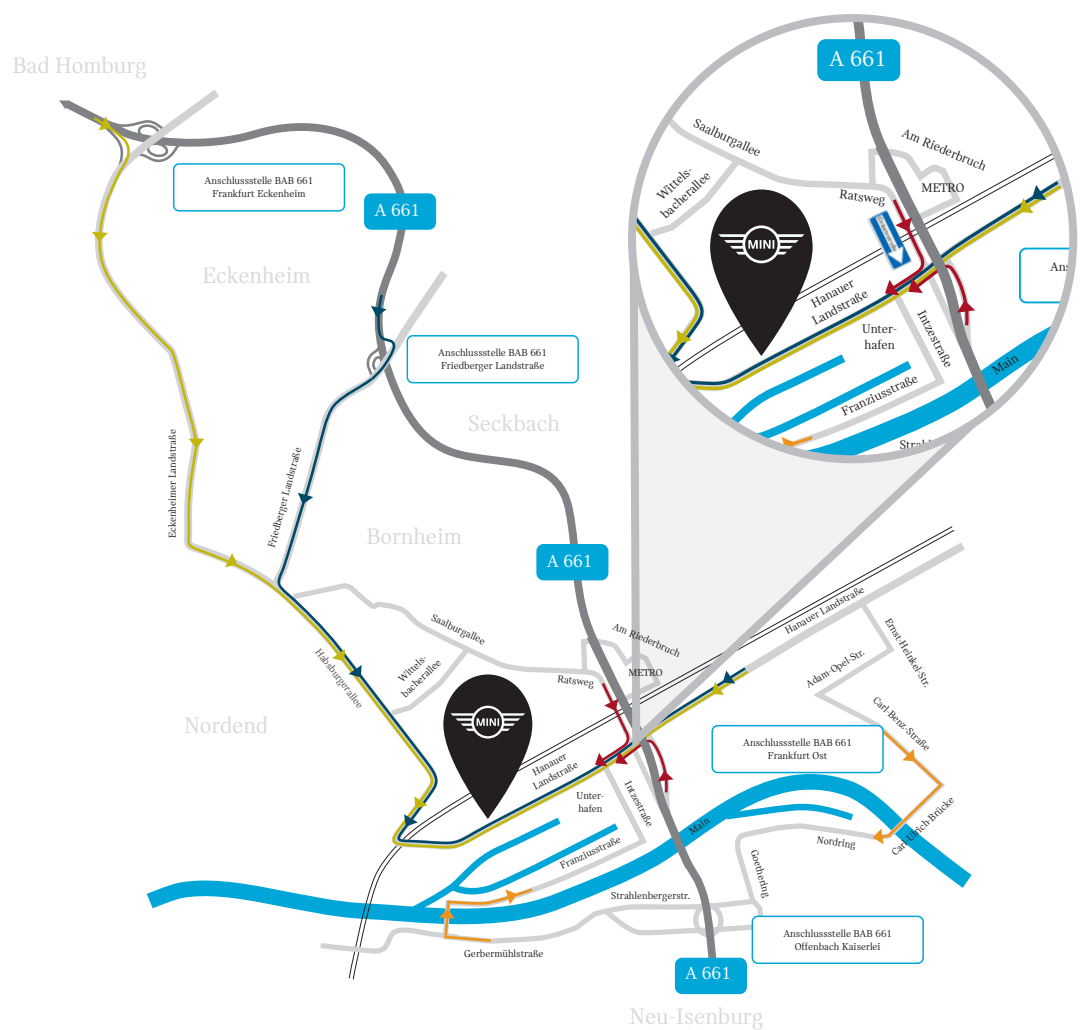 Bad Homburg
A 661
Am Riederbruch
Saalburgallee
Wittels-
bacherallee
METRO
Ratsweg
MINI
Hanauer
Landstraße
Unter-
hafen
Intzestraße
Franziusstraße
Main
Anschlussstelle BAB 661
Frankfurt Eckenheim
A 661
Eckenheim
Anschlussstelle BAB 661
Friedberger Landstraße
Seckbach
Eckenheimer Landstraße
Friedberger Landstraße
Bornheim
A 661
Hanauer Landstraße
Saalburgallee
Am Riederbruch
Ernst-Heinkel-Str.
Adam-Opel-Str.
Wittels-
bacherallee
Habsburgerallee
Ratsweg
METRO
Nordend
MINI
Carl-Benz-Straße
Anschlussstelle BAB 661
Frankfurt Ost
Hanauer
Landstraße
Unter-
hafen
Intzestraße
Main
Carl-Ulrich-Brücke
Nordring
Franziusstraße
Goethering
Strahlenbergerstr.
Gerbermühlstraße
Anschlussstelle BAB 661
Offenbach Kaiserlei
A 661
Neu-Isenburg